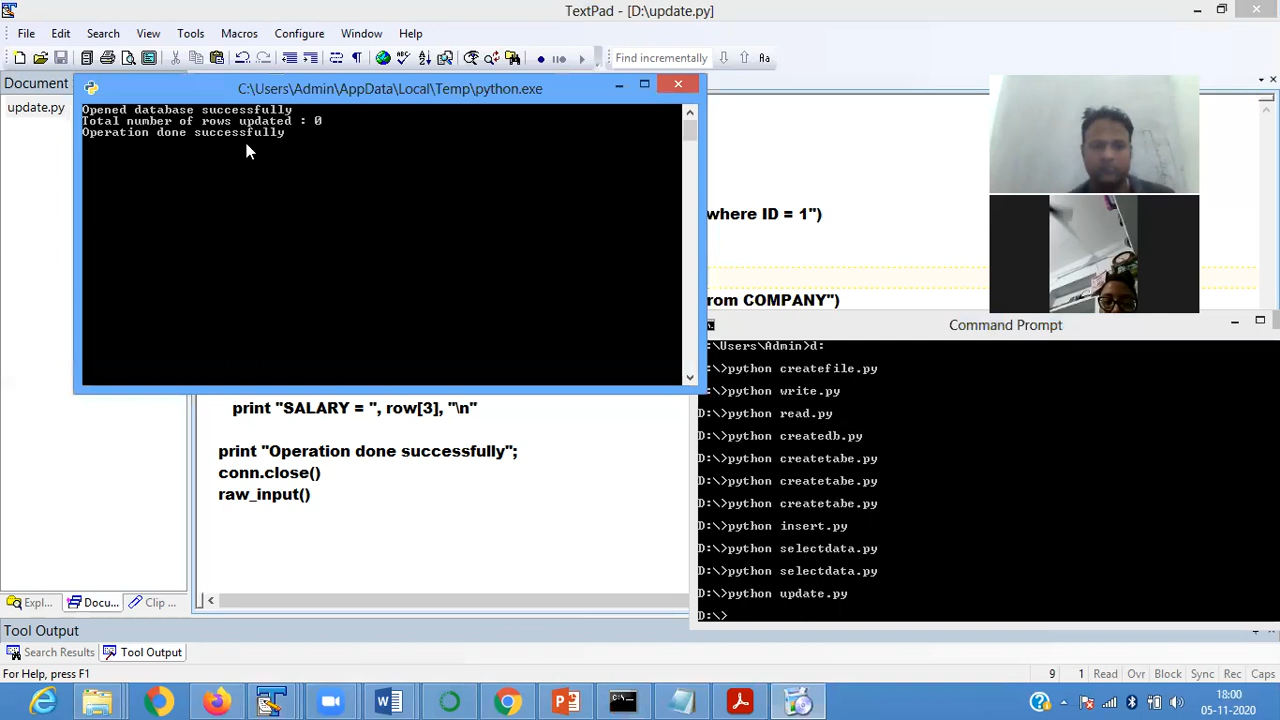 TextPad - [D:\update.py]
File Edit Search View Tools Macros Configure Window Help
Find incrementally
Document
update.py
C:\Users\Admin\AppData\Local\Temp\python.exe
Opened database successfully
Total number of rows updated : 0
Operation done successfully
where ID = 1")
rom COMPANY")
print "SALARY = ", row[3], "\n"
print "Operation done successfully";
conn.close()
raw_input()
Command Prompt
:\Users\Admin>d:
D:\>python createfile.py
D:\>python write.py
D:\>python read.py
D:\>python createdb.py
D:\>python createtabe.py
D:\>python createtabe.py
D:\>python createtabe.py
D:\>python insert.py
D:\>python selectdata.py
D:\>python selectdata.py
D:\>python update.py
D:\>
Expl... Docu... Clip ...
Tool Output
Search Results Tool Output
For Help, press F1
9 1 Read Ovr Block Sync Rec Caps
18:00
05-11-2020